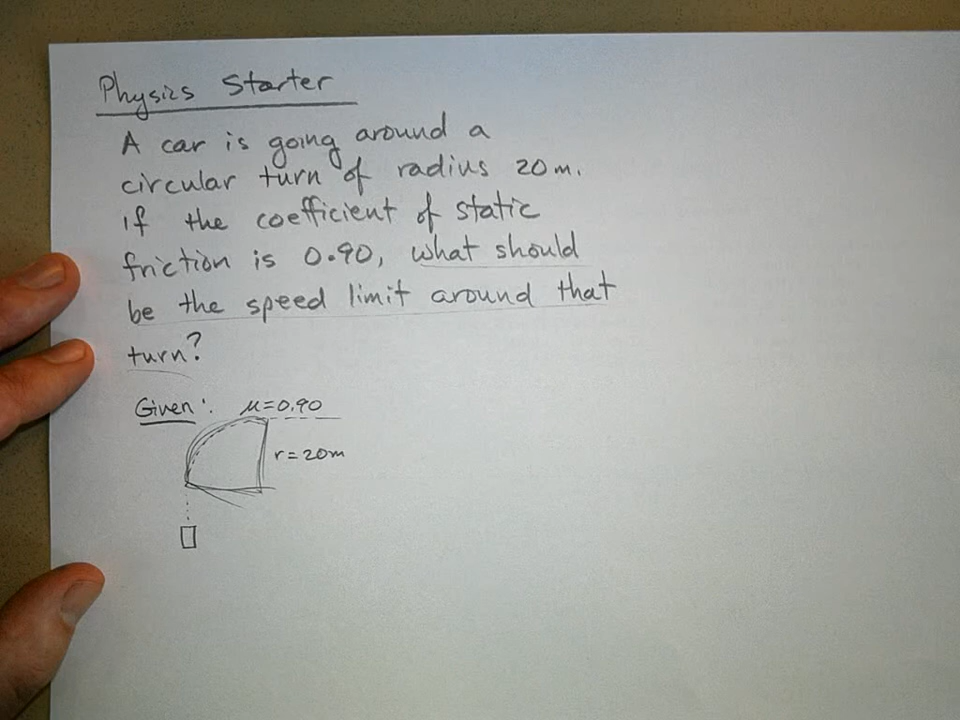 Physics Starter
A car is going around a
circular turn of radius 20m.
If the coefficient of static
friction is 0.90, what should
be the speed limit around that
turn?
Given: μ=0.90
r=20m